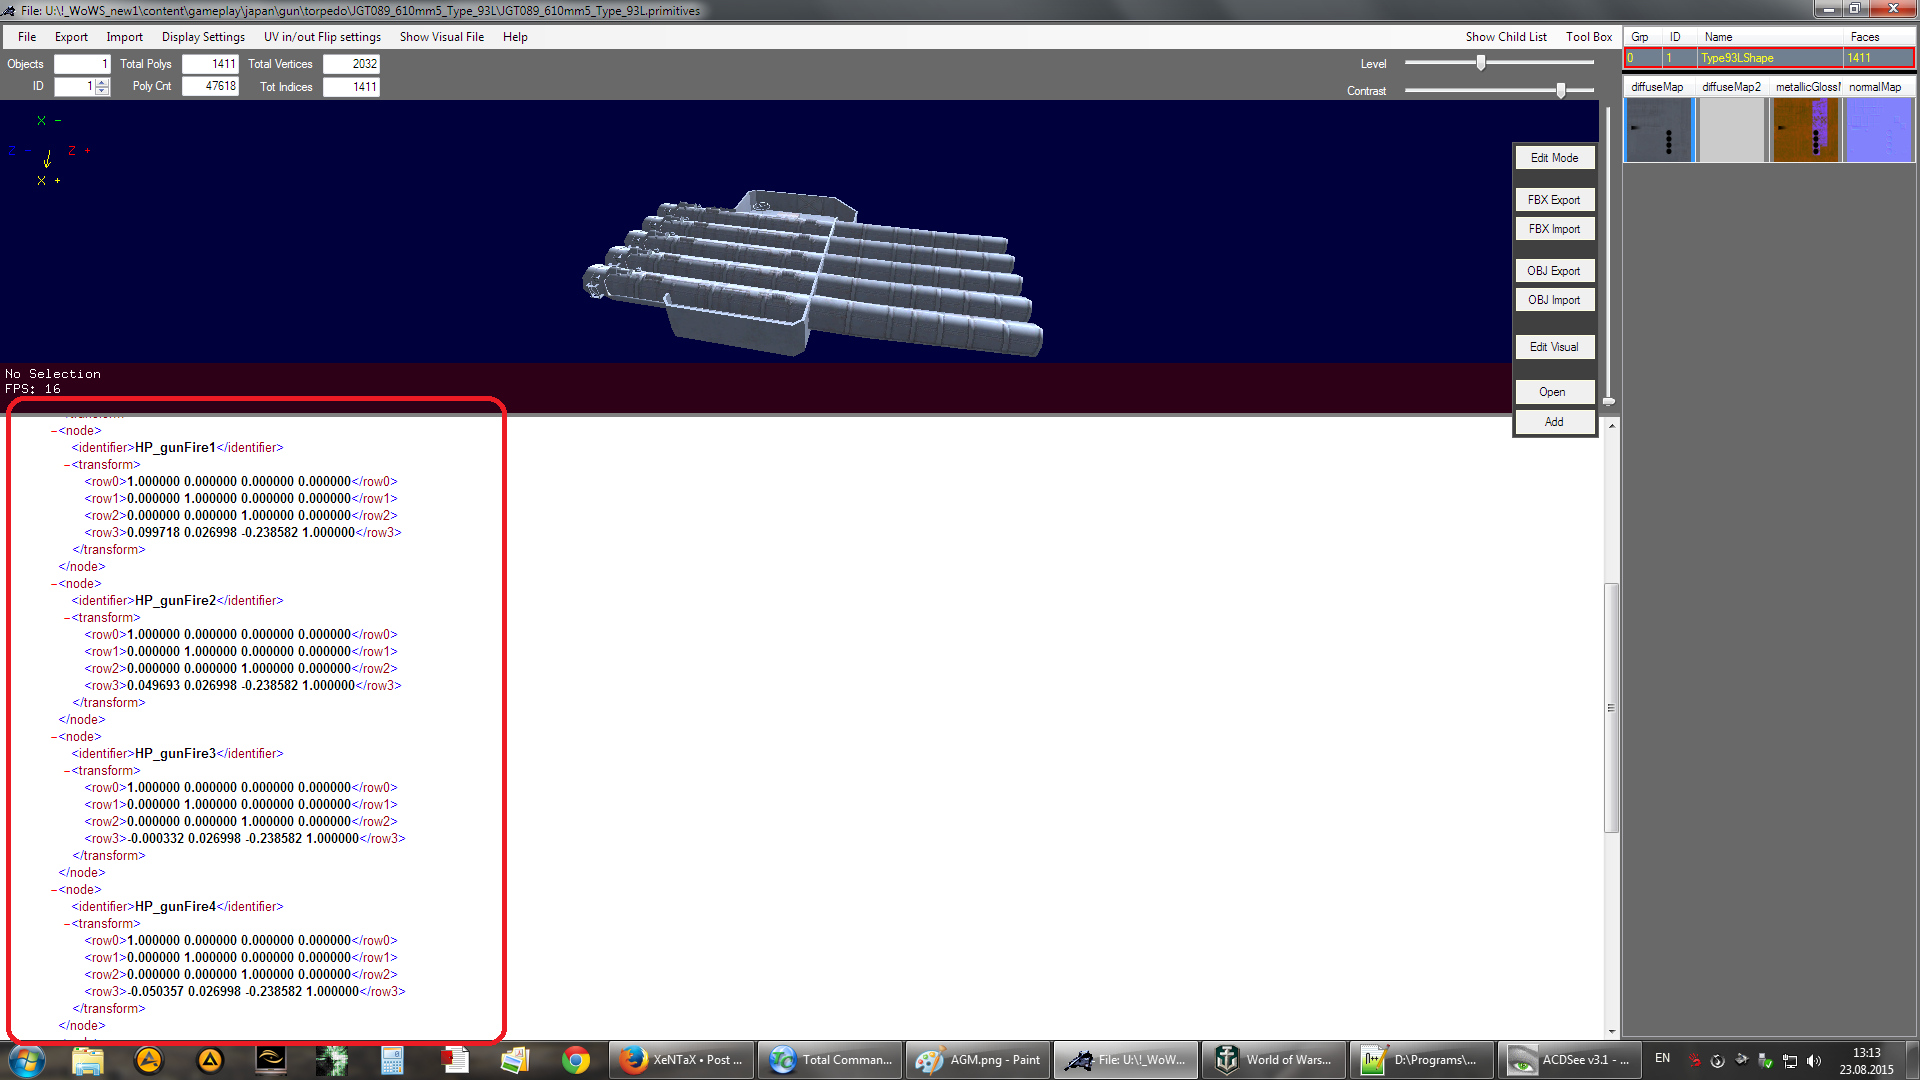 File: U:\!_WoWS_new1\content\gameplay\japan\gun\torpedo\JGT089_610mm5_Type_93L\JGT089_610mm5_Type_93L.primitives
File Export Import Display Settings UV in/out Flip settings Show Visual File Help Show Child List Tool Box
Objects 1 Total Polys 1411 Total Vertices 2032 Level
ID 1 Poly Cnt 47618 Tot Indices 1411 Contrast
Grp ID Name Faces
0 1 Type93LShape 1411
diffuseMap diffuseMap2 metallicGlossM normalMap
X -
Z - Z +
X +
Edit Mode
FBX Export
FBX Import
OBJ Export
OBJ Import
Edit Visual
Open
Add
No Selection
FPS: 16
−<node>
<identifier>HP_gunFire1</identifier>
−<transform>
<row0>1.000000 0.000000 0.000000 0.000000</row0>
<row1>0.000000 1.000000 0.000000 0.000000</row1>
<row2>0.000000 0.000000 1.000000 0.000000</row2>
<row3>0.099718 0.026998 -0.238582 1.000000</row3>
</transform>
</node>
−<node>
<identifier>HP_gunFire2</identifier>
−<transform>
<row0>1.000000 0.000000 0.000000 0.000000</row0>
<row1>0.000000 1.000000 0.000000 0.000000</row1>
<row2>0.000000 0.000000 1.000000 0.000000</row2>
<row3>0.049693 0.026998 -0.238582 1.000000</row3>
</transform>
</node>
−<node>
<identifier>HP_gunFire3</identifier>
−<transform>
<row0>1.000000 0.000000 0.000000 0.000000</row0>
<row1>0.000000 1.000000 0.000000 0.000000</row1>
<row2>0.000000 0.000000 1.000000 0.000000</row2>
<row3>-0.000332 0.026998 -0.238582 1.000000</row3>
</transform>
</node>
−<node>
<identifier>HP_gunFire4</identifier>
−<transform>
<row0>1.000000 0.000000 0.000000 0.000000</row0>
<row1>0.000000 1.000000 0.000000 0.000000</row1>
<row2>0.000000 0.000000 1.000000 0.000000</row2>
<row3>-0.050357 0.026998 -0.238582 1.000000</row3>
</transform>
</node>
XeNTaX • Post ... Total Comman... AGM.png - Paint File: U:\!_WoW... World of Wars... D:\Programs\... ACDSee v3.1 - ... EN 13:13
23.08.2015